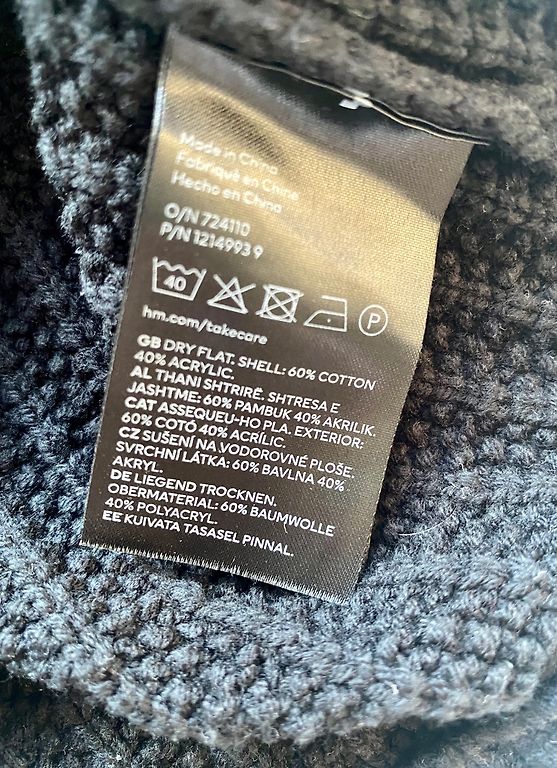 Made in China
Fabriqué en Chine
Hecho en China
O/N 724110
P/N 1214993 9
40
P
hm.com/takecare
GB DRY FLAT. SHELL: 60% COTTON
40% ACRYLIC.
AL THANI SHTRIRË. SHTRESA E
JASHTME: 60% PAMBUK 40% AKRILIK.
CAT ASSEQUEU-HO PLA. EXTERIOR:
60% COTÓ 40% ACRÍLIC.
CZ SUŠENÍ NA VODOROVNÉ PLOŠE.
SVRCHNÍ LÁTKA: 60% BAVLNA 40%
AKRYL.
DE LIEGEND TROCKNEN.
OBERMATERIAL: 60% BAUMWOLLE
40% POLYACRYL.
EE KUIVATA TASASEL PINNAL.